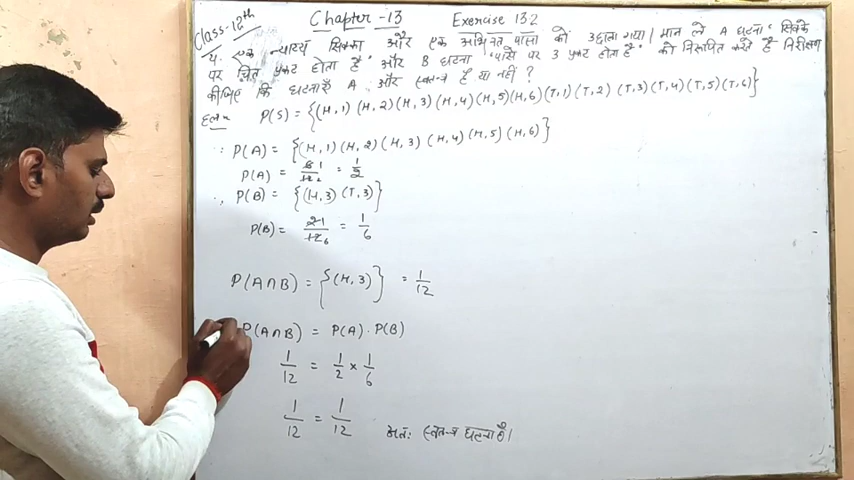 Class-12th Chapter-13 Exercise 13.2
4. एक न्याय्य सिक्का और एक अभिनत पासा को उछाला गया। मान ले A घटना "सिक्के
पर चित प्रकट होता है" और B घटना "पासे पर 3 प्रकट होता है" को निरूपित करते है निरीक्षण
कीजिए कि घटनाएँ A और स्वतन्त्र है या नहीं ?
हल- P(S) = {(H,1) (H,2) (H,3) (H,4) (H,5) (H,6) (T,1) (T,2) (T,3) (T,4) (T,5) (T,6)}
∴ P(A) = {(H,1) (H,2) (H,3) (H,4) (H,5) (H,6)}
P(A) = 6/12 = 1/2
∴ P(B) = {(H,3) (T,3)}
P(B) = 2/12 = 1/6
P(A∩B) = {(H,3)} = 1/12
P(A∩B) = P(A) . P(B)
1/12 = 1/2 × 1/6
1/12 = 1/12 अतः स्वतन्त्र घटना है।